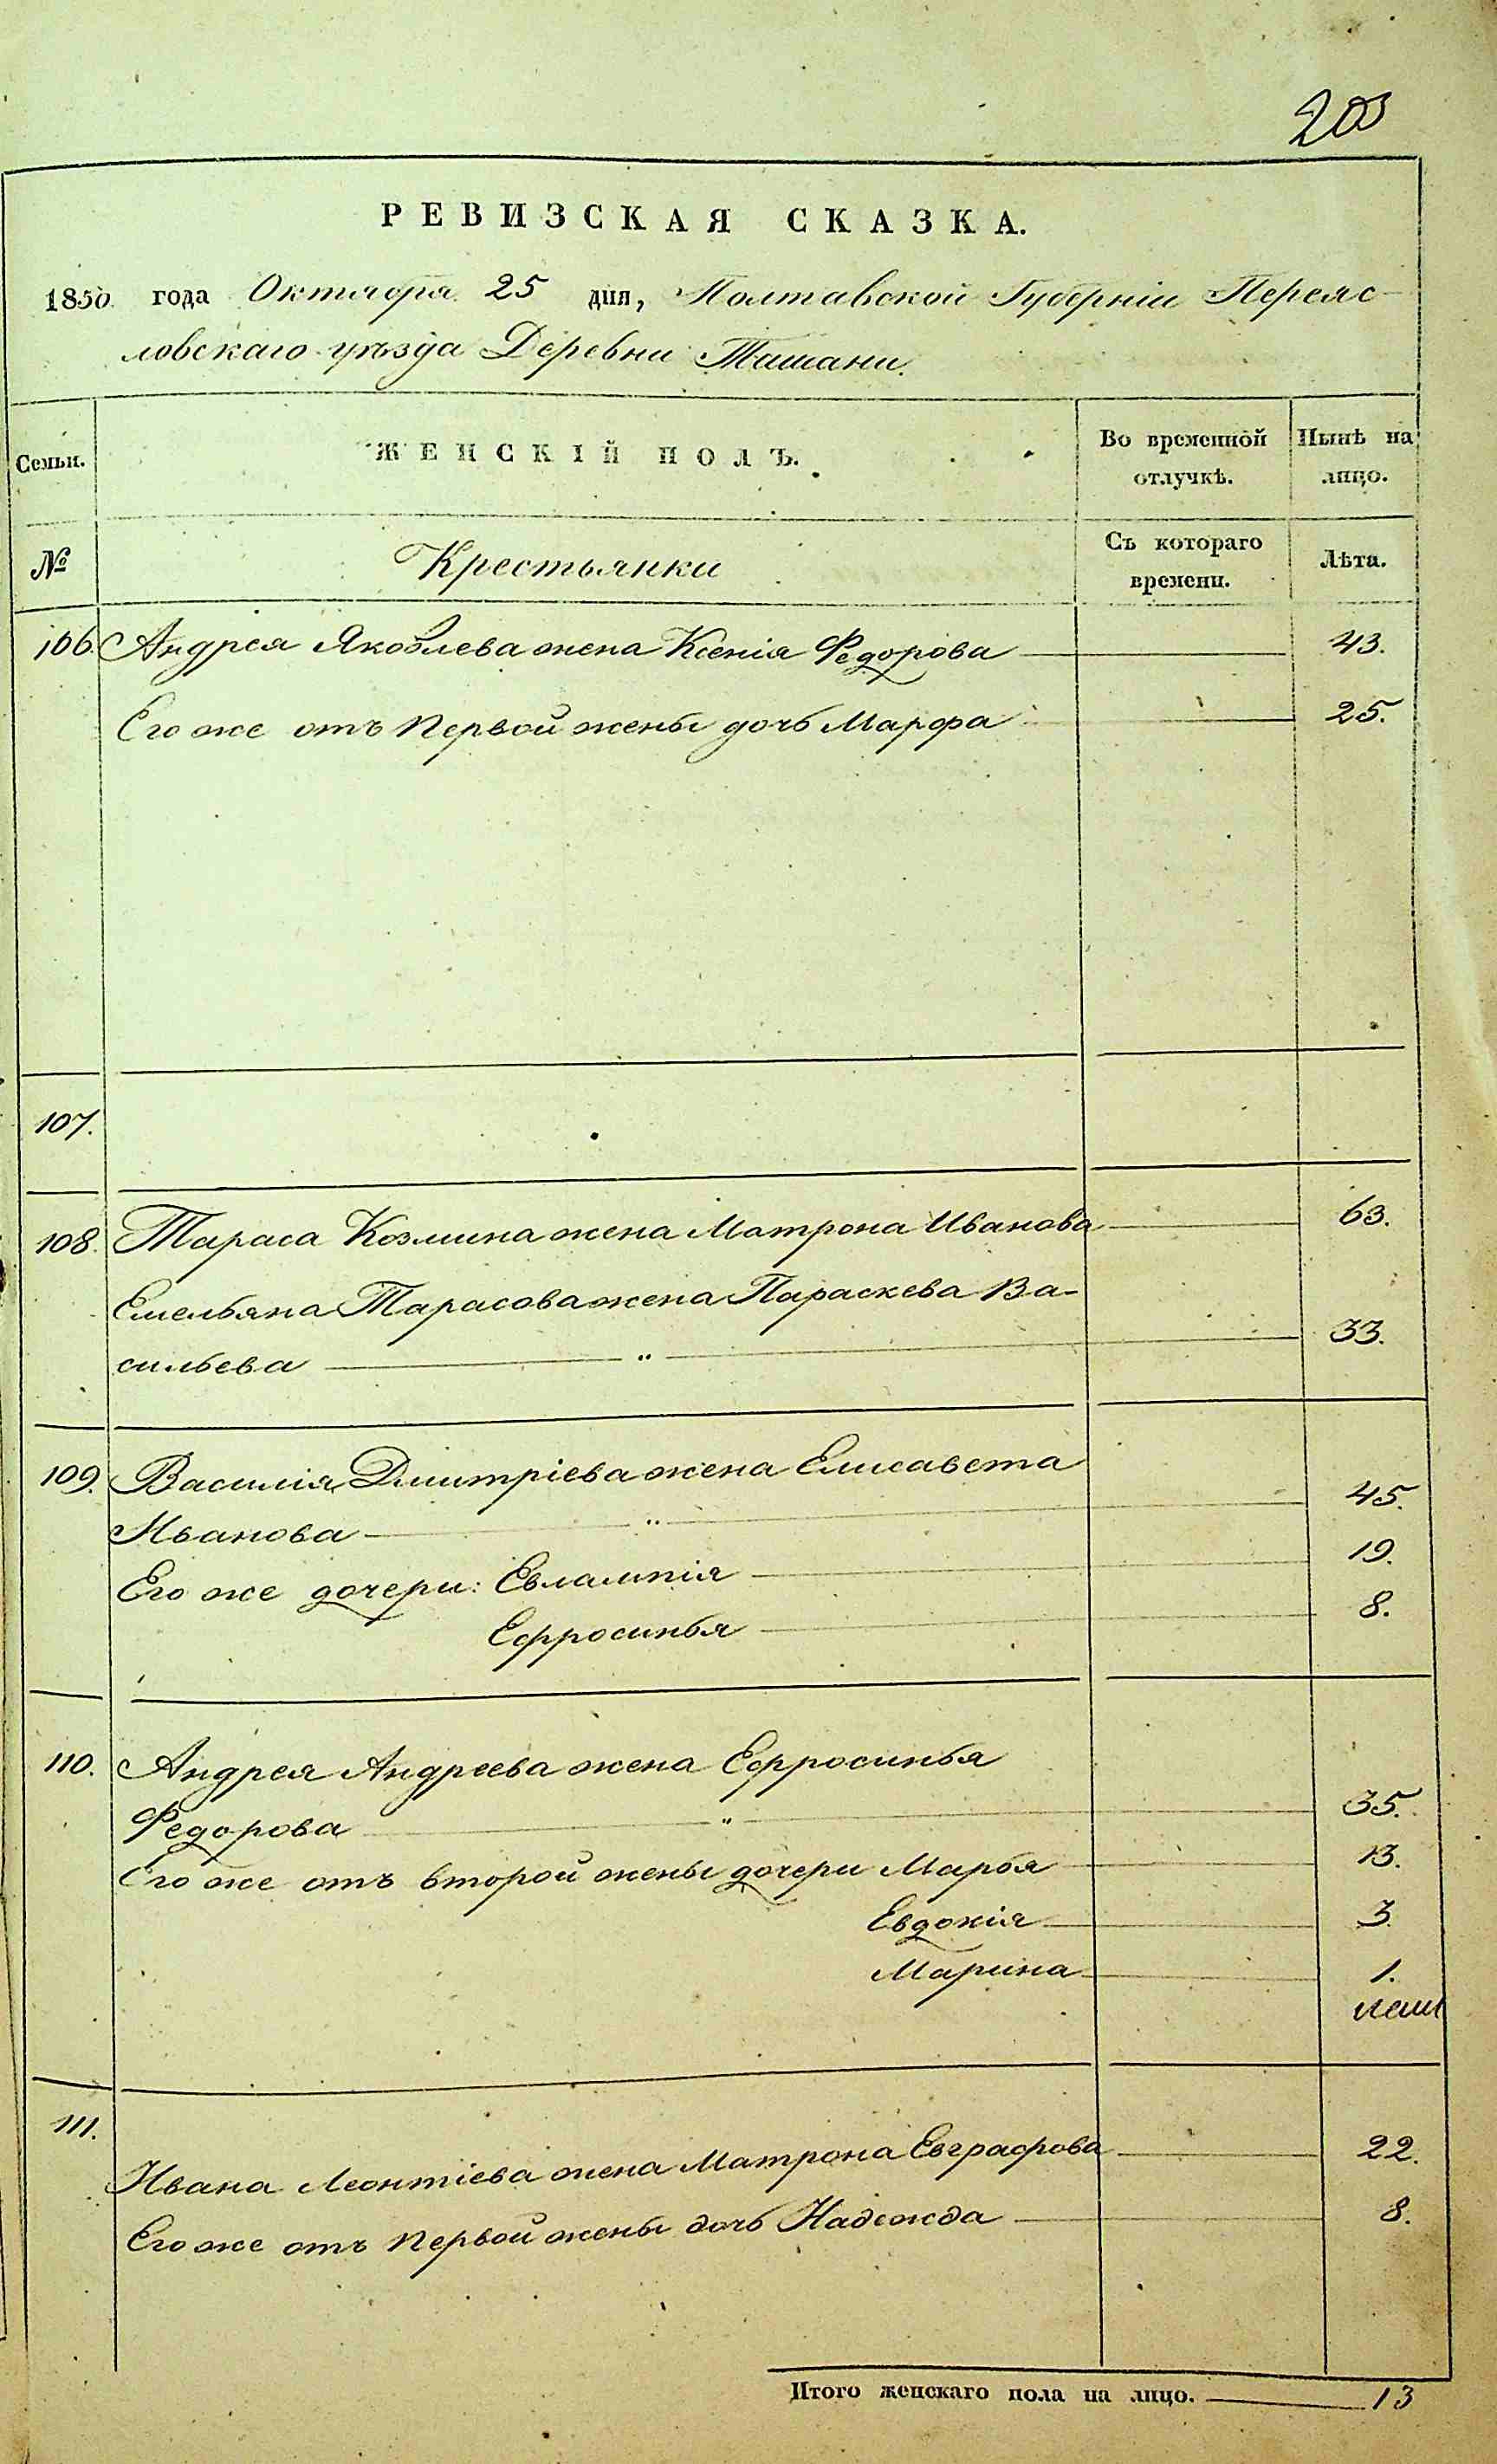 203
РЕВИЗСКАЯ СКАЗКА.
1850 года Октября 25 дня, Полтавской Губерніи Переяс-
ловскаго уѣзда Деревни Ташани.
Семьи. ЖЕНСКІЙ ПОЛЪ. Во временной отлучкѣ. Нынѣ на лицо.
№ Крестьянки Съ котораго времени. Лѣта.
106. Андрея Яковлева жена Ксенія Федорова 43.
Его же отъ первой жены дочь Марфа 25.
107.
108. Тараса Козмина жена Матрона Иванова 63.
Емельяна Тарасова жена Параскева Ва-
сильева " 33.
109. Василія Дмитріева жена Елисавета
Иванова " 45.
Его же дочери: Евлампія 19.
Ефросинья 8.
110. Андрея Андреева жена Ефросинья
Федорова " 35.
Его же отъ второй жены дочери Марья 13.
Евдокія 3.
Марина 1.
111.
Ивана Леонтіева жена Матрона Евграфова 22.
Его же отъ первой жены дочь Надежда 8.
Итого женскаго пола на лицо. 13